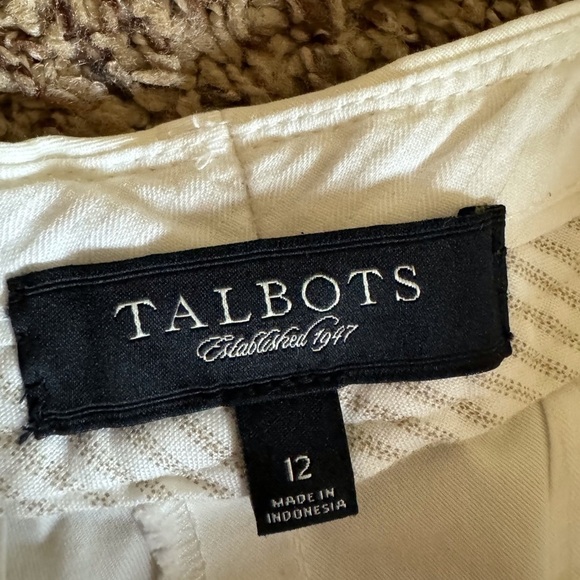 TALBOTS
Established 1947
12
MADE IN
INDONESIA